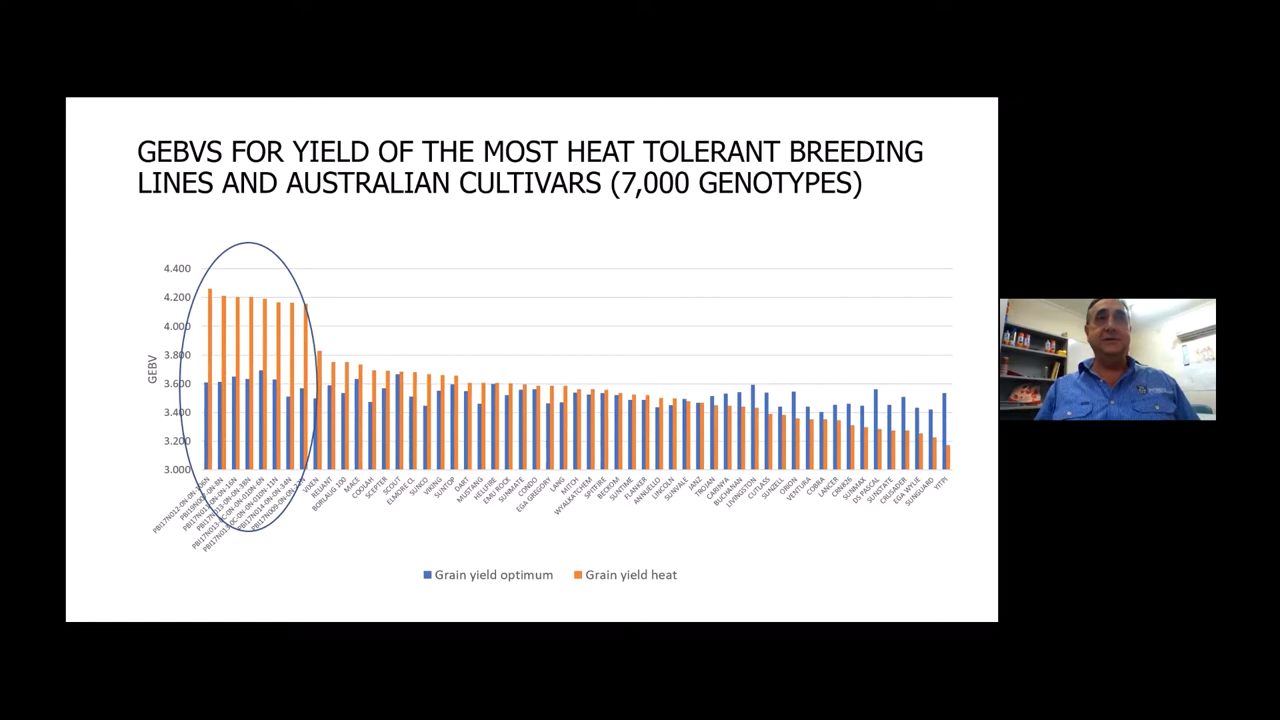 GEBVS FOR YIELD OF THE MOST HEAT TOLERANT BREEDING
LINES AND AUSTRALIAN CULTIVARS (7,000 GENOTYPES)
4.400
4.200
4.000
3.800
3.600
3.400
3.200
3.000
GEBV
VIXEN
RELIANT
BORLAUG 100
MACE
COOLAH
SCEPTER
SCOUT
ELMORE CL
SUNCO
VIKING
SUNTOP
DART
MUSTANG
HELLFIRE
EMU ROCK
SUNMATE
CONDO
EGA GREGORY
LANG
MITCH
WYALKATCHEM
SPITFIRE
BECKOM
SUNTIME
FLANKER
ANNUELLO
LINCOLN
SUNVALE
JANZ
TROJAN
CARINYA
BUCHANAN
LIVINGSTON
CUTLASS
SUNZELL
ORION
VENTURA
COBRA
LANCER
CRN826
SUNMAX
DS PASCAL
SUNSTATE
CRUSADER
EGA WYLIE
SUNGUARD
YITPI
Grain yield optimum
Grain yield heat